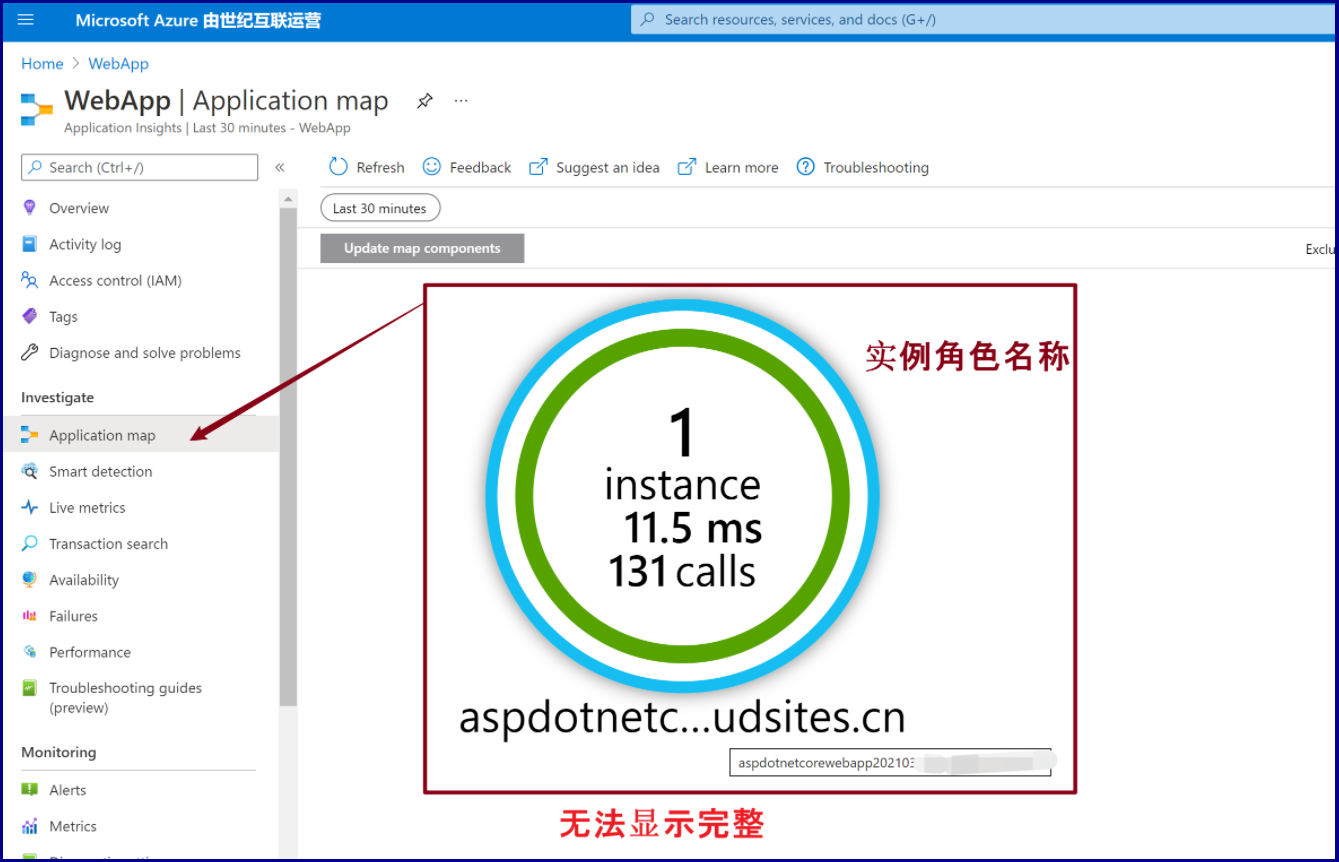 Microsoft Azure 由世纪互联运营
Search resources, services, and docs (G+/)
Home > WebApp
WebApp | Application map ...
Application Insights | Last 30 minutes - WebApp
Search (Ctrl+/)
«
Refresh
Feedback
Suggest an idea
Learn more
Troubleshooting
Overview
Activity log
Access control (IAM)
Tags
Diagnose and solve problems
Investigate
Application map
Smart detection
Live metrics
Transaction search
Availability
Failures
Performance
Troubleshooting guides
(preview)
Monitoring
Alerts
Metrics
Last 30 minutes
Update map components
Exclu
实例角色名称
1
instance
11.5 ms
131 calls
aspdotnetc...udsites.cn
aspdotnetcorewebapp202103
无法显示完整